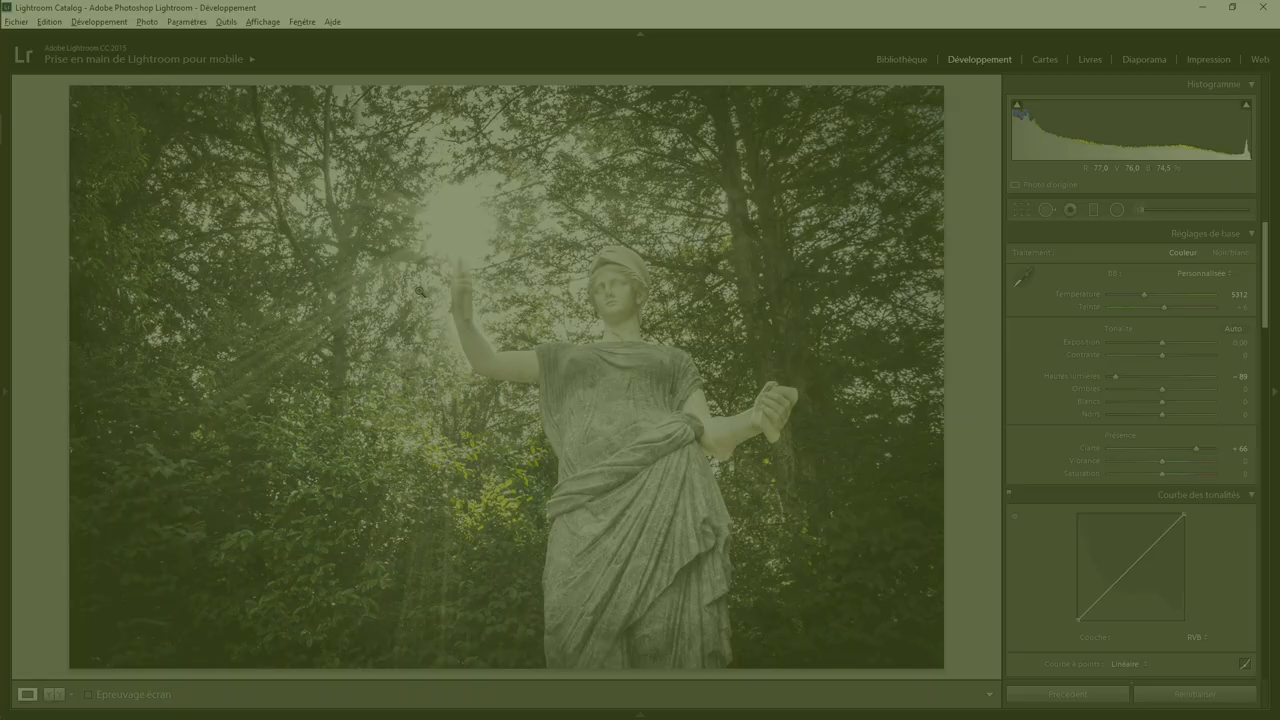 Lightroom Catalog - Adobe Photoshop Lightroom - Développement
Fichier Edition Développement Photo Paramètres Outils Affichage Fenêtre Aide
Lr
Adobe Lightroom CC 2015
Prise en main de Lightroom pour mobile
Bibliothèque | Développement | Cartes | Livres | Diaporama | Impression | Web
Histogramme
R 77,0 V 76,0 B 74,5 %
Photo d'origine
Réglages de base
Traitement : Couleur Noir/blanc
BB : Personnalisée
Température 5312
Teinte
Tonalité Auto
Exposition 0,00
Contraste 0
Hautes lumières - 89
Ombres 0
Blancs 0
Noirs 0
Présence
Clarté + 66
Vibrance 0
Saturation 0
Courbe des tonalités
Couche : RVB
Courbe à points : Linéaire
Epreuvage écran
Précédent Réinitialiser